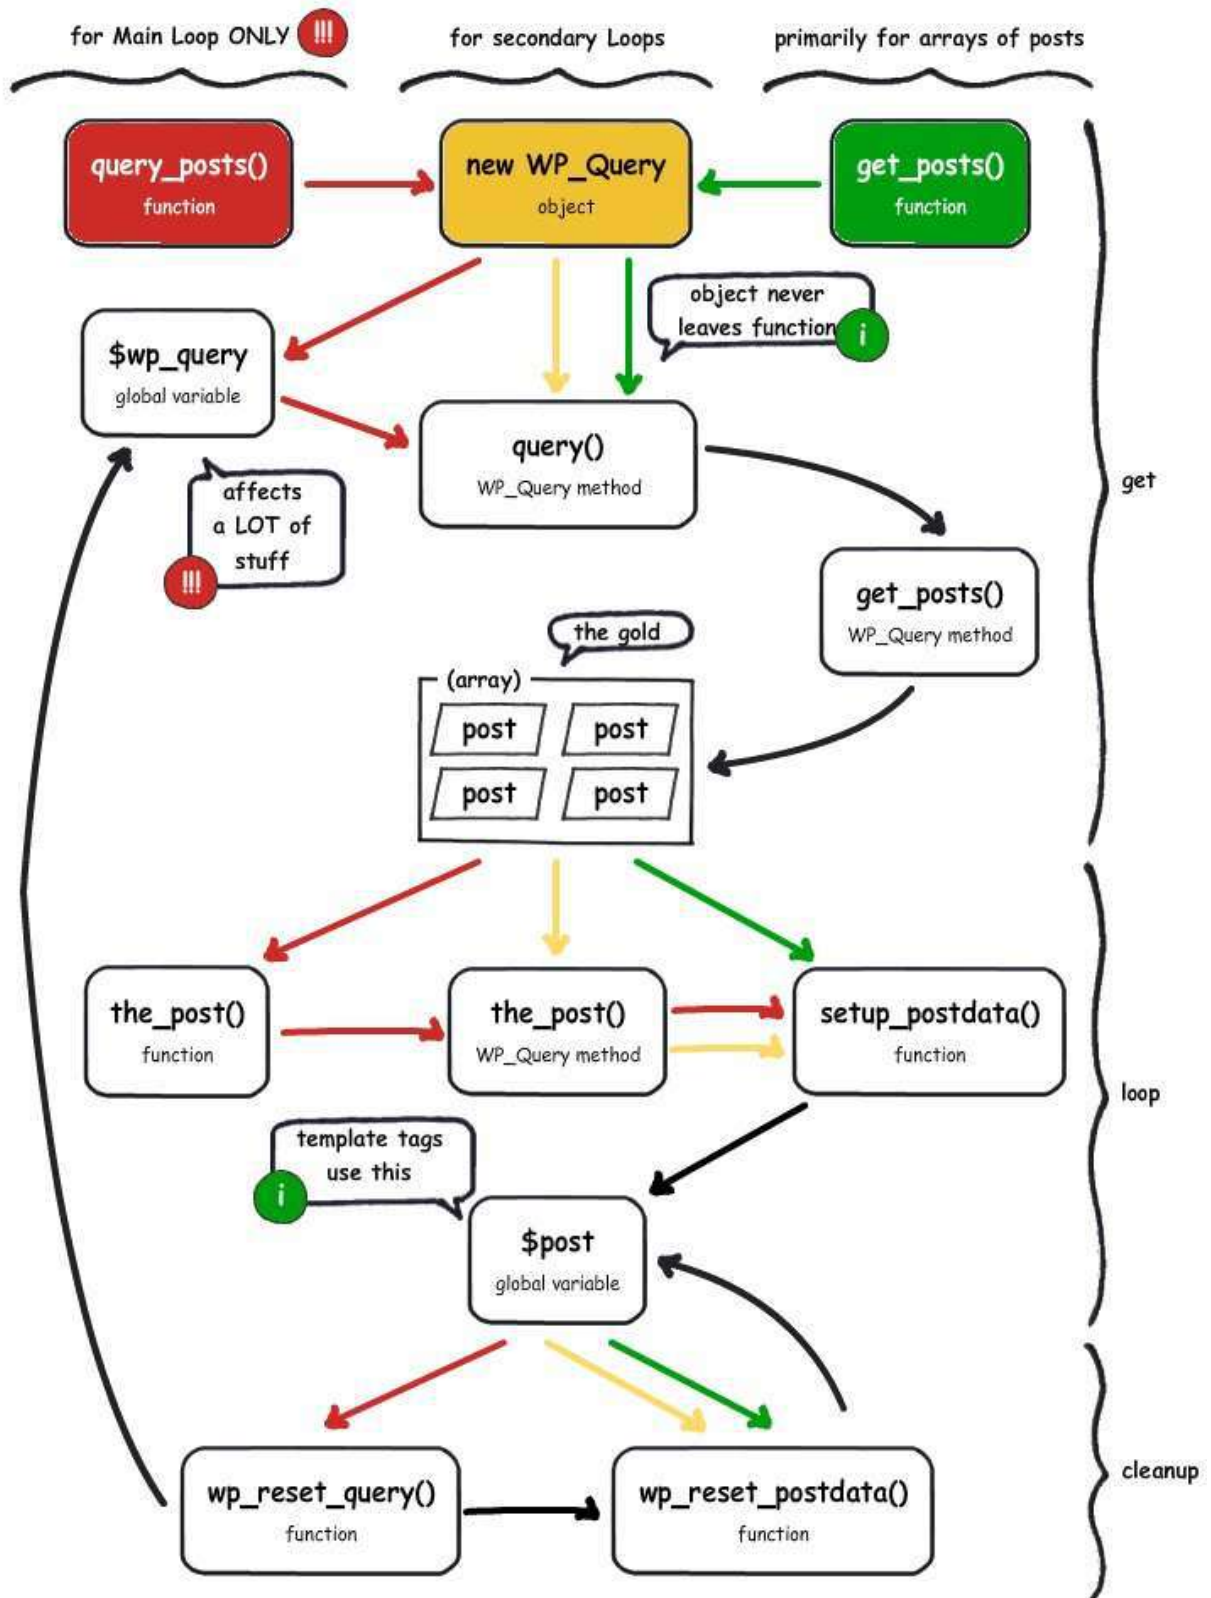 for Main Loop ONLY !!!
for secondary Loops
primarily for arrays of posts
query_posts()
function
new WP_Query
object
get_posts()
function
object never
leaves function
i
$wp_query
global variable
query()
WP_Query method
get
affects
a LOT of
stuff
!!!
get_posts()
WP_Query method
the gold
(array)
post
post
post
post
the_post()
function
the_post()
WP_Query method
setup_postdata()
function
loop
template tags
use this
i
$post
global variable
wp_reset_query()
function
wp_reset_postdata()
function
cleanup